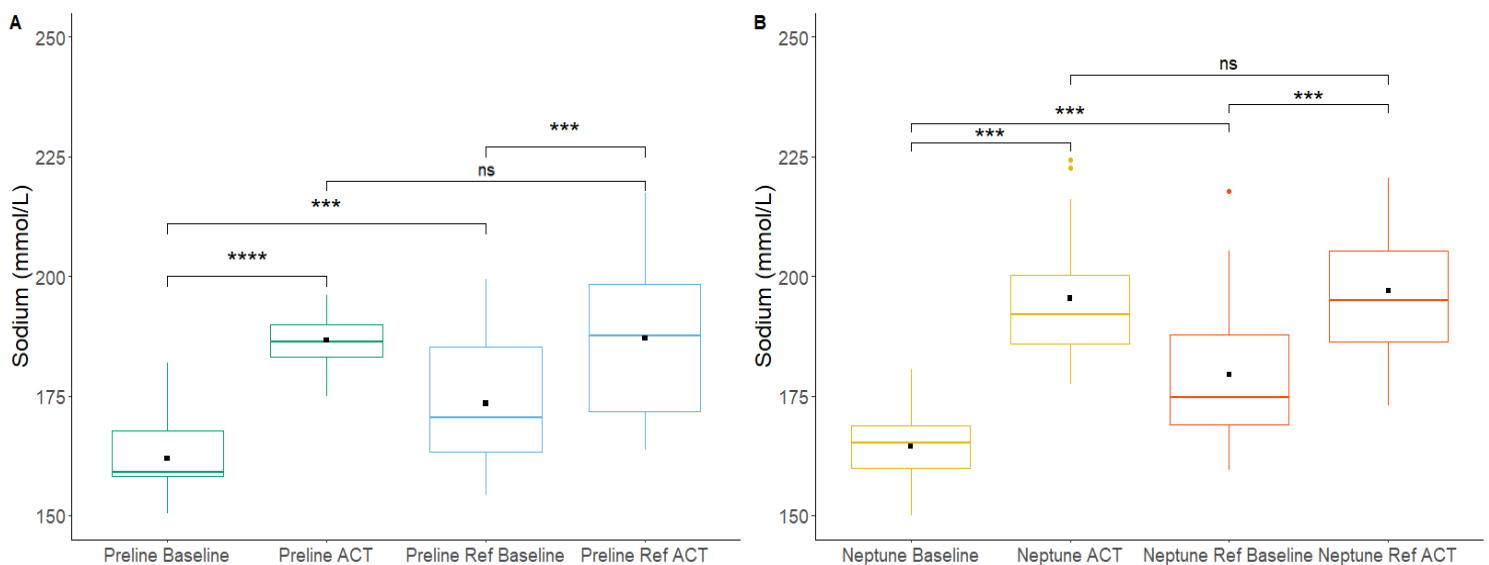 A
Sodium (mmol/L)
250
225
200
175
150
***
ns
***
****
Preline Baseline
Preline ACT
Preline Ref Baseline
Preline Ref ACT
B
Sodium (mmol/L)
250
225
200
175
150
ns
***
***
***
Neptune Baseline
Neptune ACT
Neptune Ref Baseline
Neptune Ref ACT